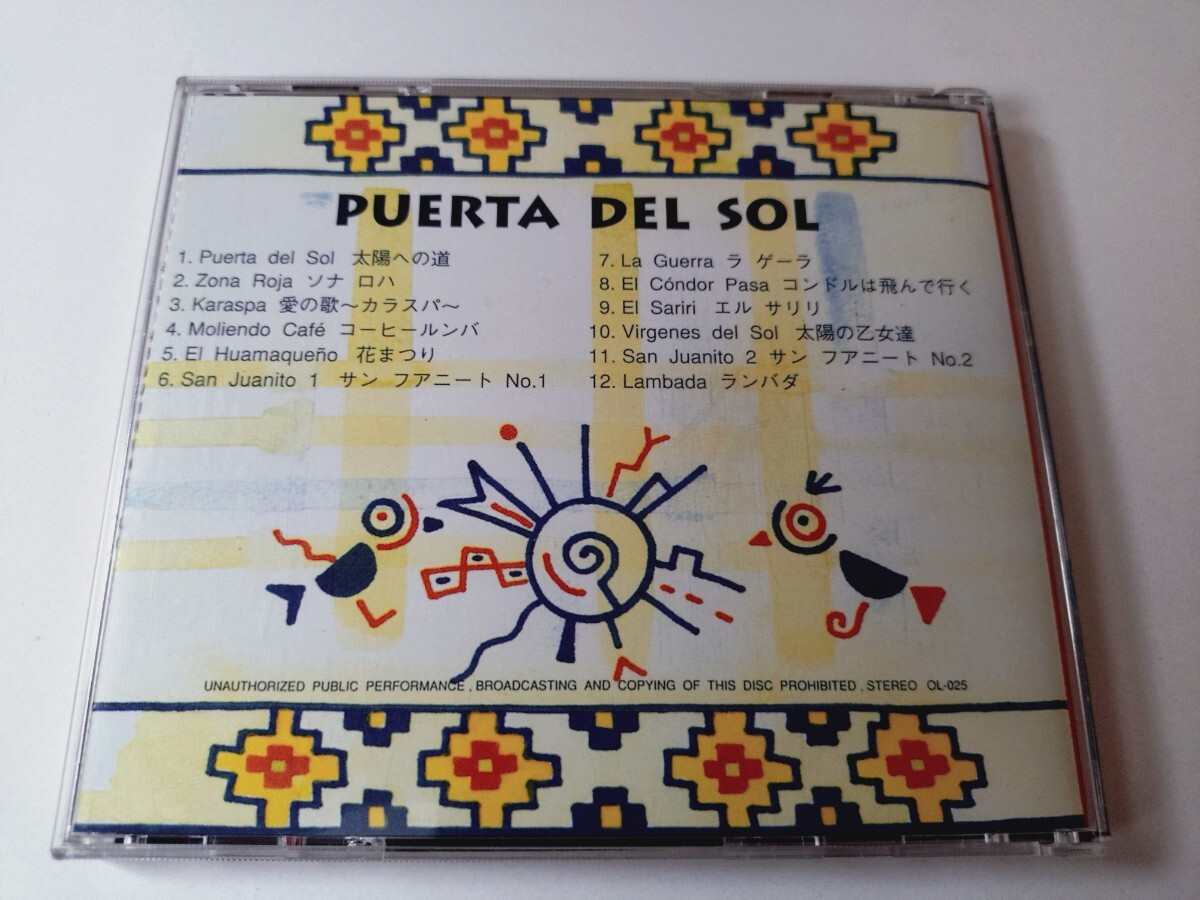 PUERTA DEL SOL
1. Puerta del Sol 太陽への道
2. Zona Roja ソナ ロハ
3. Karaspa 愛の歌〜カラスパ〜
4. Moliendo Café コーヒールンバ
5. El Huamaqueño 花まつり
6. San Juanito 1 サン フアニート No.1
7. La Guerra ラ ゲーラ
8. El Cóndor Pasa コンドルは飛んで行く
9. El Sariri エル サリリ
10. Virgenes del Sol 太陽の乙女達
11. San Juanito 2 サン フアニート No.2
12. Lambada ランバダ
UNAUTHORIZED PUBLIC PERFORMANCE , BROADCASTING AND COPYING OF THIS DISC PROHIBITED , STEREO OL-025